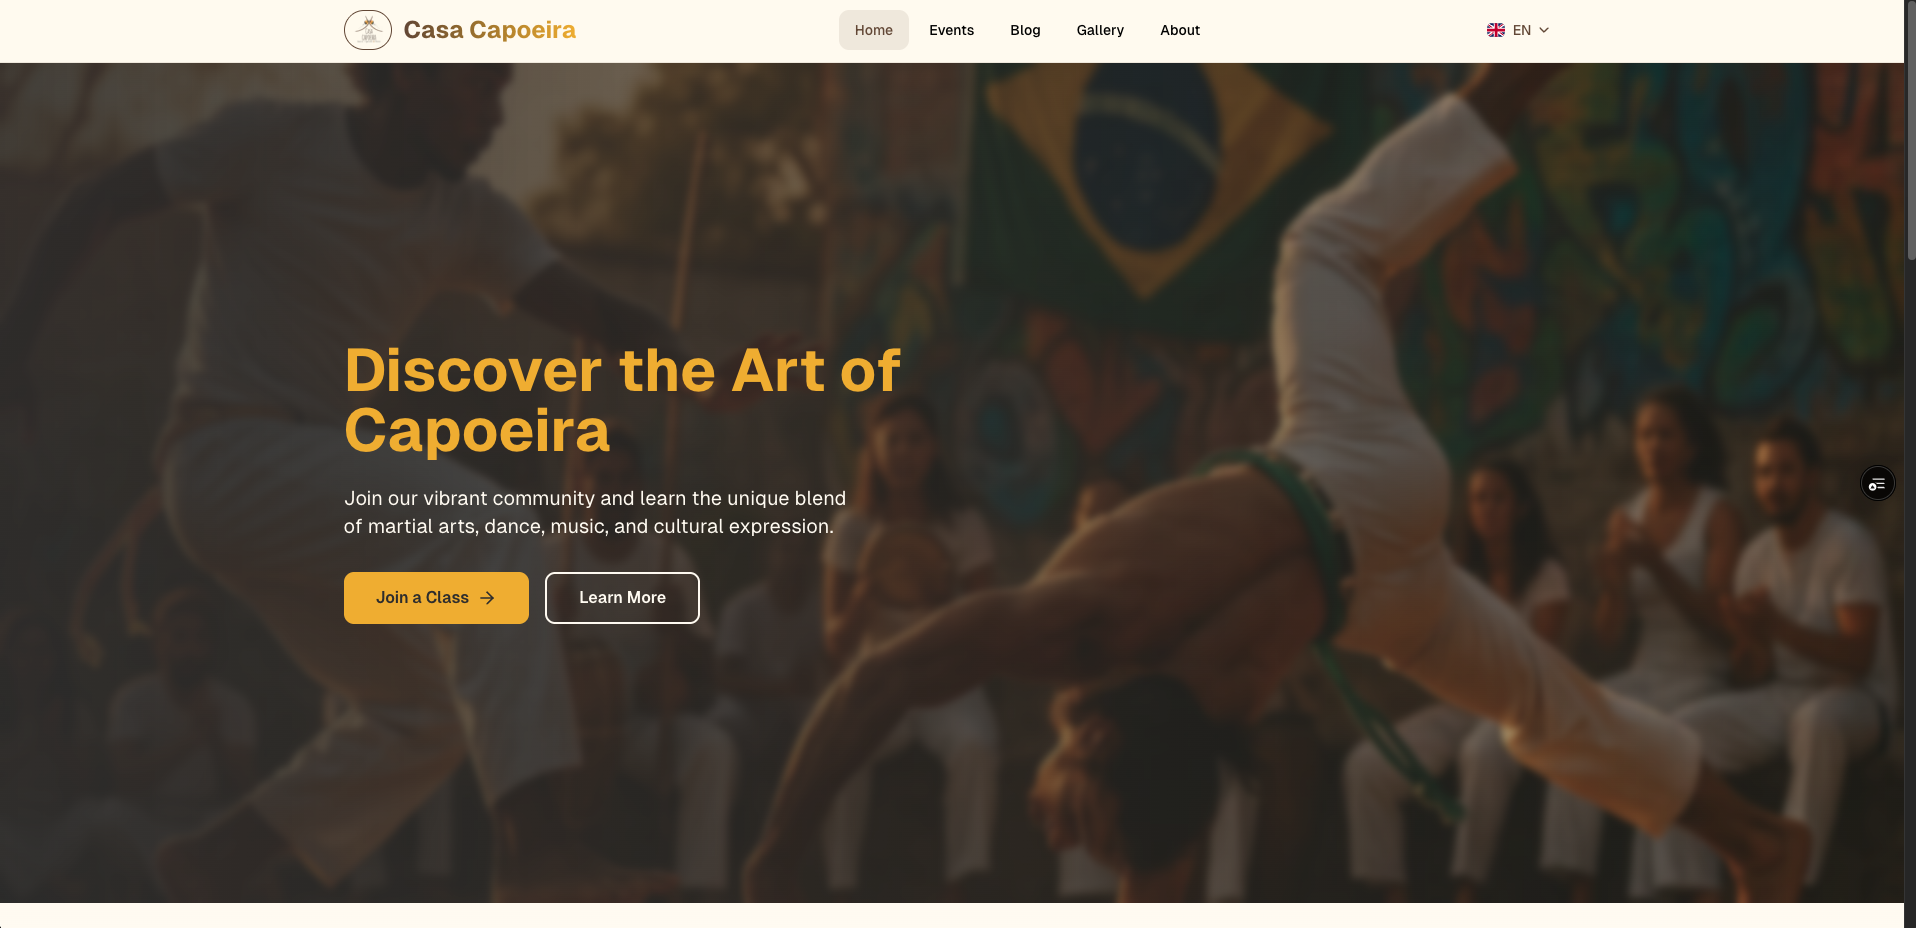 Casa Capoeira
Home
Events
Blog
Gallery
About
EN
Discover the Art of
Capoeira
Join our vibrant community and learn the unique blend
of martial arts, dance, music, and cultural expression.
Join a Class
Learn More